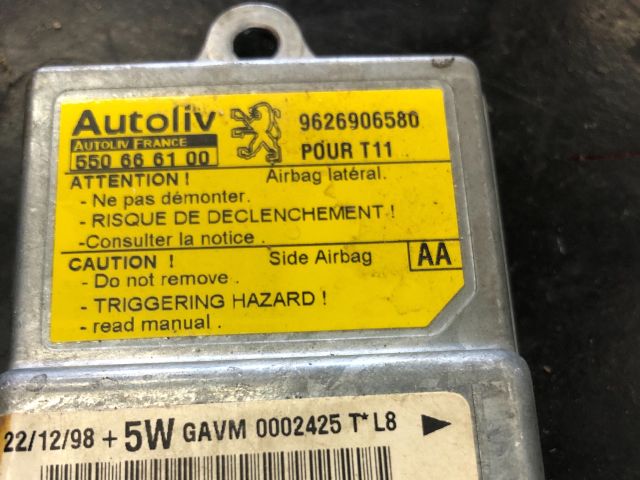 Autoliv
AUTOLIV FRANCE
550 66 61 00
9626906580
POUR T11
ATTENTION ! Airbag latéral.
- Ne pas démonter.
- RISQUE DE DECLENCHEMENT !
-Consulter la notice .
CAUTION ! Side Airbag AA
- Do not remove .
- TRIGGERING HAZARD !
- read manual .
22/12/98 + 5W GAVM 0002425 T* L8